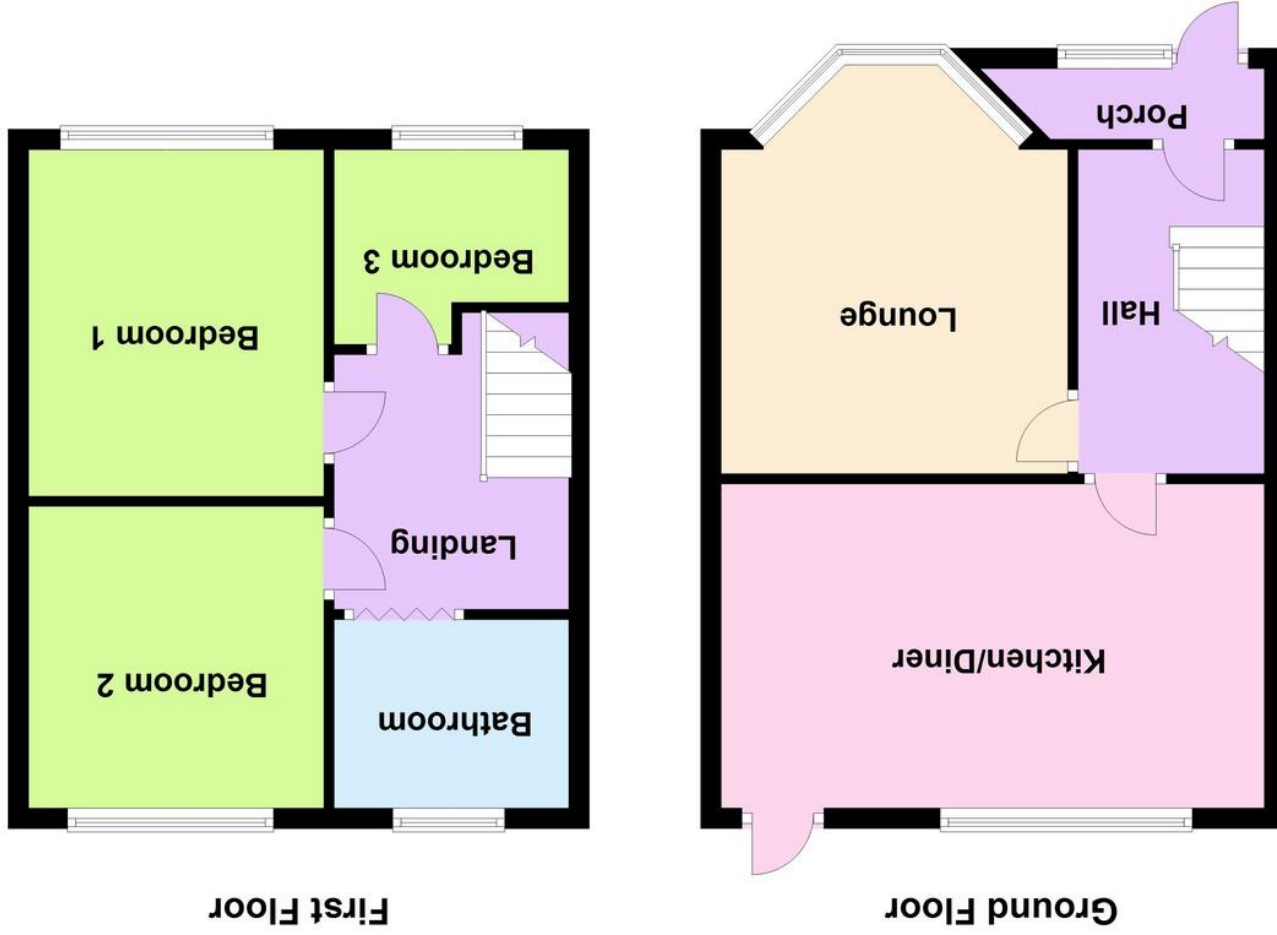 Ground Floor
Kitchen/Diner
Lounge
Hall
Porch
First Floor
Bathroom
Bedroom 2
Landing
Bedroom 1
Bedroom 3